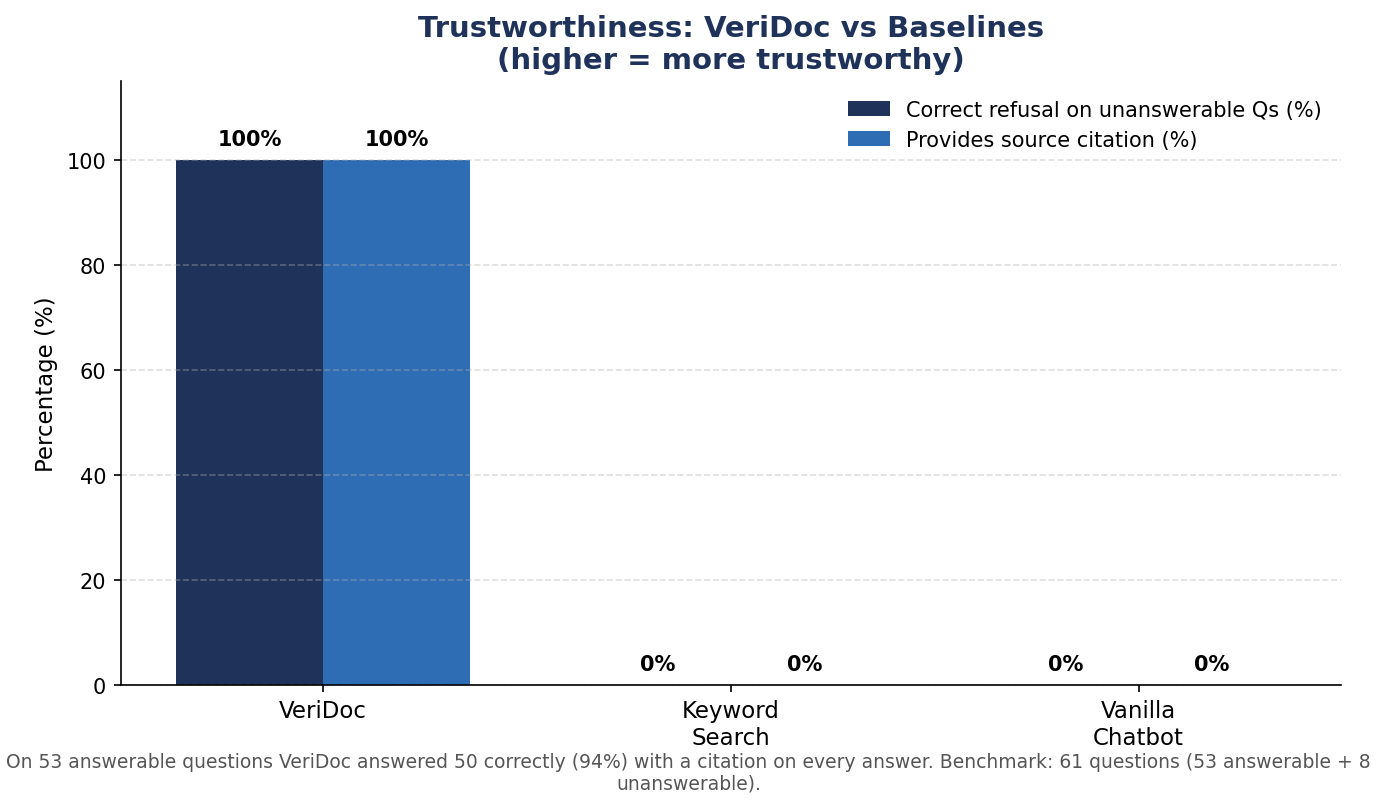 Trustworthiness: VeriDoc vs Baselines
(higher = more trustworthy)
Correct refusal on unanswerable Qs (%)
Provides source citation (%)
Percentage (%)
100
80
60
40
20
0
100%
100%
0%
0%
0%
0%
VeriDoc
Keyword
Search
Vanilla
Chatbot
On 53 answerable questions VeriDoc answered 50 correctly (94%) with a citation on every answer. Benchmark: 61 questions (53 answerable + 8
unanswerable).